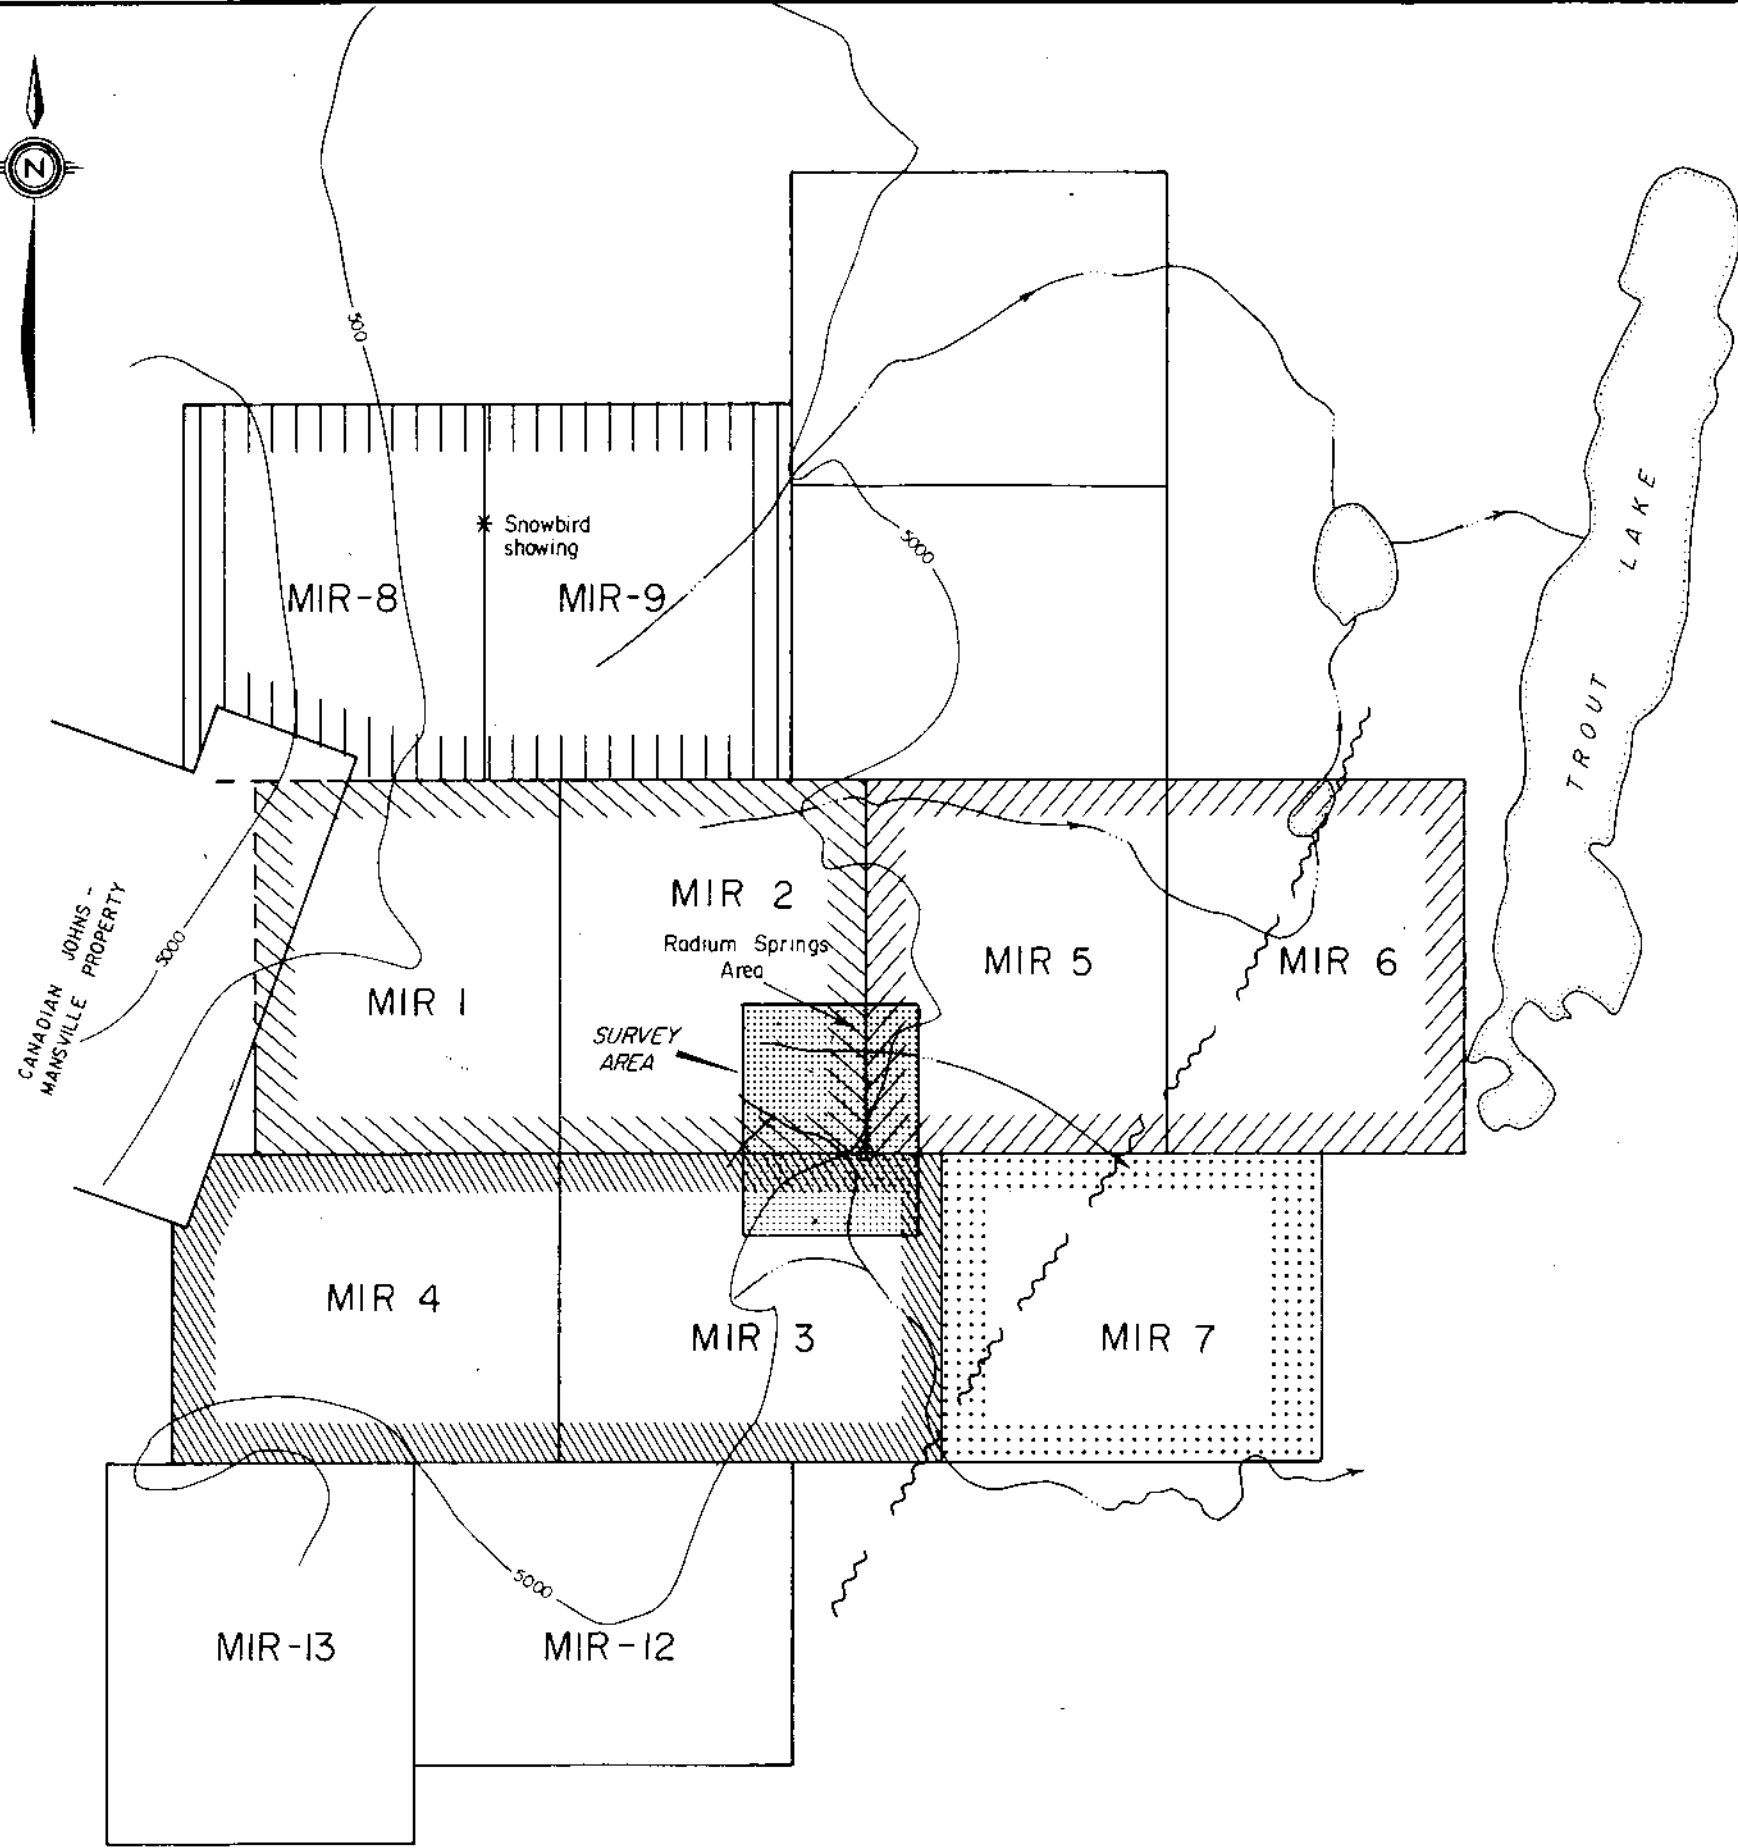 N
500
Snowbird
showing
MIR-8
MIR-9
5000
TROUT LAKE
CANADIAN JOHNS-
MANSVILLE PROPERTY
5000
MIR 1
MIR 2
Radium Springs
Area
SURVEY
AREA
MIR 5
MIR 6
MIR 4
MIR 3
MIR 7
5000
MIR-13
MIR-12